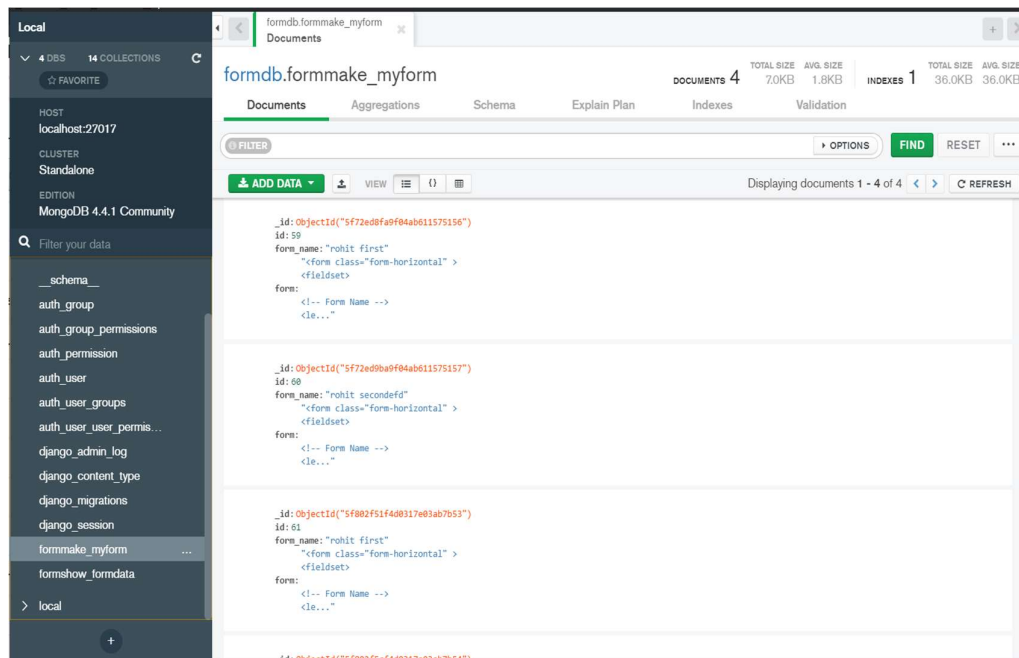 Local
4 DBS 14 COLLECTIONS
FAVORITE
HOST
localhost:27017
CLUSTER
Standalone
EDITION
MongoDB 4.4.1 Community
Filter your data
__schema__
auth_group
auth_group_permissions
auth_permission
auth_user
auth_user_groups
auth_user_user_permis...
django_admin_log
django_content_type
django_migrations
django_session
formmake_myform ...
formshow_formdata
local
formdb.formmake_myform
Documents
formdb.formmake_myform
DOCUMENTS 4 TOTAL SIZE 7.0KB AVG. SIZE 1.8KB INDEXES 1 TOTAL SIZE 36.0KB AVG. SIZE 36.0KB
Documents Aggregations Schema Explain Plan Indexes Validation
FILTER OPTIONS FIND RESET ...
ADD DATA VIEW {} Displaying documents 1 - 4 of 4 < > REFRESH
_id: ObjectId("5f72ed8fa9f04ab611575156")
id: 59
form_name: "rohit first"
"<form class="form-horizontal" >
<fieldset>
form:
<!-- Form Name -->
<le..."
_id: ObjectId("5f72ed9ba9f04ab611575157")
id: 60
form_name: "rohit secondefd"
"<form class="form-horizontal" >
<fieldset>
form:
<!-- Form Name -->
<le..."
_id: ObjectId("5f802f51f4d0317e03ab7b53")
id: 61
form_name: "rohit first"
"<form class="form-horizontal" >
<fieldset>
form:
<!-- Form Name -->
<le..."